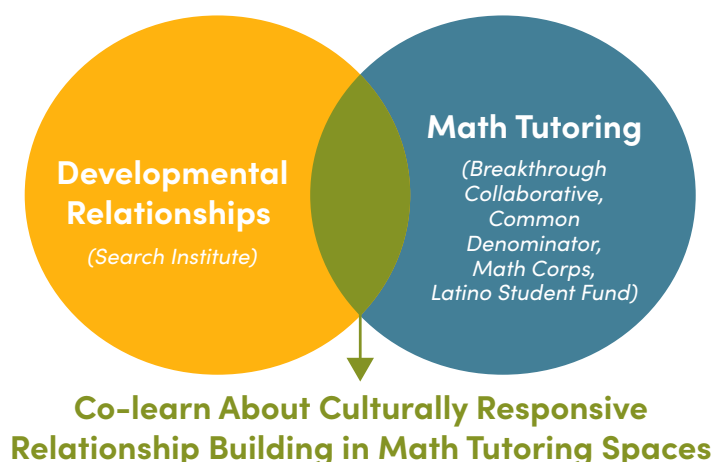 Developmental
Relationships
(Search Institute)
Math Tutoring
(Breakthrough
Collaborative,
Common
Denominator,
Math Corps,
Latino Student Fund)
Co-learn About Culturally Responsive
Relationship Building in Math Tutoring Spaces